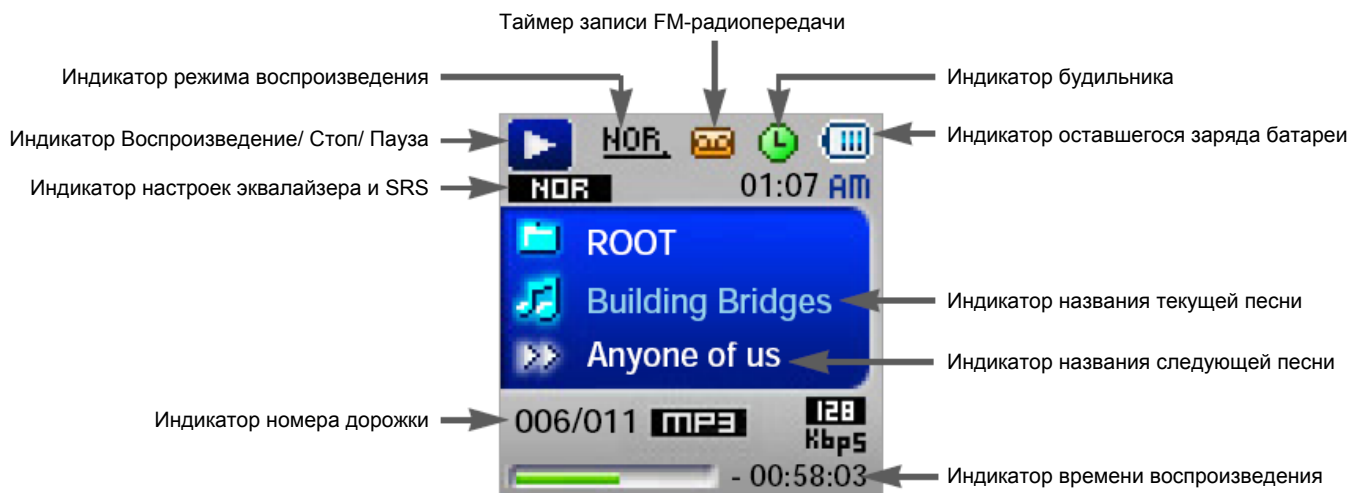 Таймер записи FM-радиопередачи
Индикатор режима воспроизведения
Индикатор будильника
Индикатор Воспроизведение/ Стоп/ Пауза
NOR.
Индикатор оставшегося заряда батареи
Индикатор настроек эквалайзера и SRS
NOR
01:07 AM
ROOT
Building Bridges
Индикатор названия текущей песни
Anyone of us
Индикатор названия следующей песни
Индикатор номера дорожки
006/011 mp3
128
Kbps
- 00:58:03
Индикатор времени воспроизведения